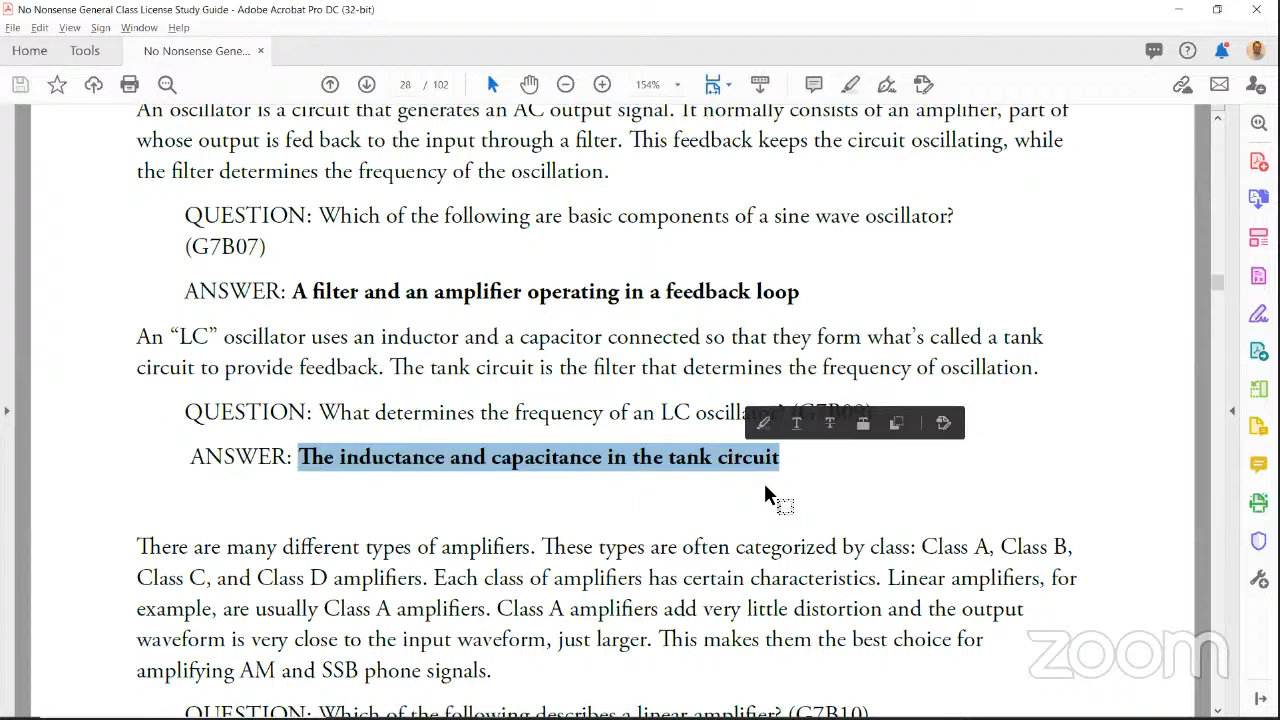 No Nonsense General Class License Study Guide - Adobe Acrobat Pro DC (32-bit)
File Edit View Sign Window Help
Home Tools No Nonsense Gene... ×
28 / 102 154%
An oscillator is a circuit that generates an AC output signal. It normally consists of an amplifier, part of
whose output is fed back to the input through a filter. This feedback keeps the circuit oscillating, while
the filter determines the frequency of the oscillation.
QUESTION: Which of the following are basic components of a sine wave oscillator?
(G7B07)
ANSWER: A filter and an amplifier operating in a feedback loop
An “LC” oscillator uses an inductor and a capacitor connected so that they form what’s called a tank
circuit to provide feedback. The tank circuit is the filter that determines the frequency of oscillation.
QUESTION: What determines the frequency of an LC oscillator? (G7B09)
ANSWER: The inductance and capacitance in the tank circuit
There are many different types of amplifiers. These types are often categorized by class: Class A, Class B,
Class C, and Class D amplifiers. Each class of amplifiers has certain characteristics. Linear amplifiers, for
example, are usually Class A amplifiers. Class A amplifiers add very little distortion and the output
waveform is very close to the input waveform, just larger. This makes them the best choice for
amplifying AM and SSB phone signals.
zoom
QUESTION: Which of the following describes a linear amplifier? (G7B10)